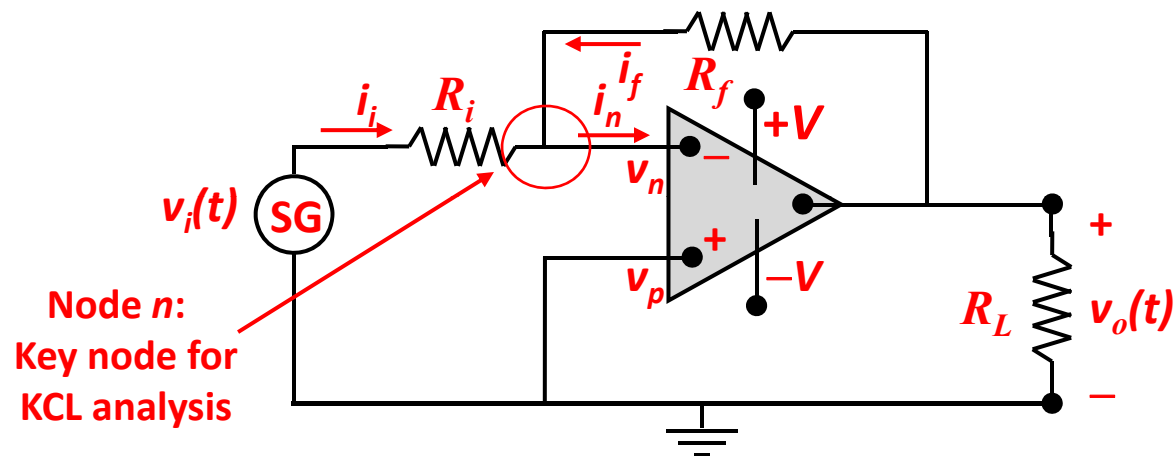 i_f
R_f
i_i
R_i
i_n
+V
−
v_n
v_i(t)
SG
+
+
v_p
−V
R_L
v_o(t)
−
Node n:
Key node for
KCL analysis